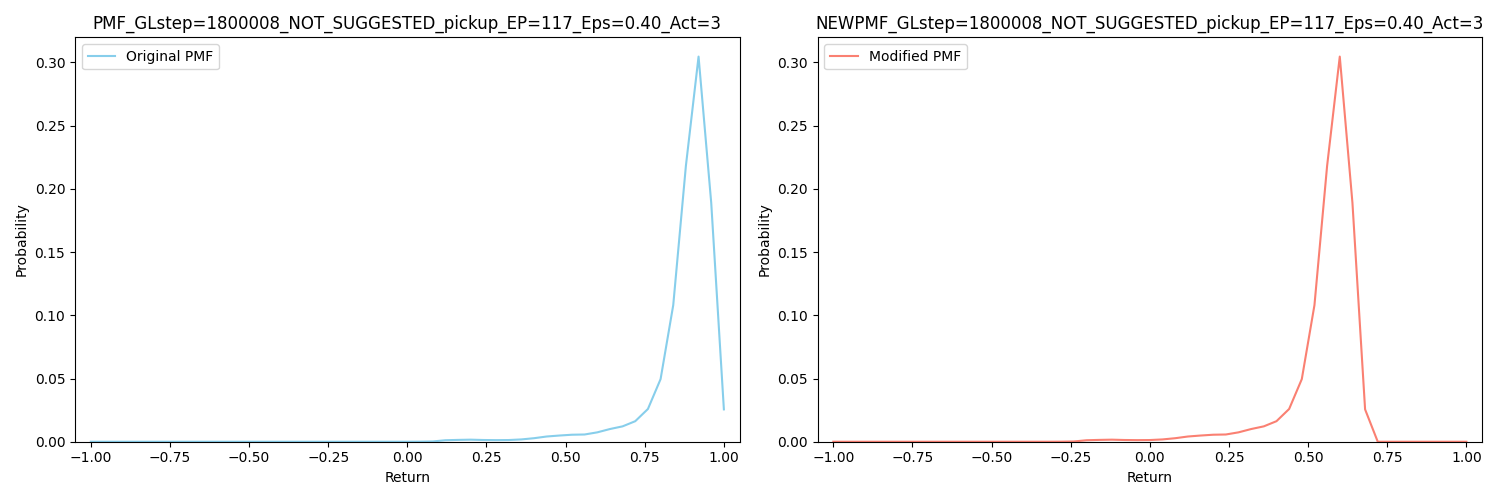 PMF_GLstep=1800008_NOT_SUGGESTED_pickup_EP=117_Eps=0.40_Act=3
Original PMF
0.30
0.25
0.20
0.15
0.10
0.05
0.00
Probability
−1.00 −0.75 −0.50 −0.25 0.00 0.25 0.50 0.75 1.00
Return
NEWPMF_GLstep=1800008_NOT_SUGGESTED_pickup_EP=117_Eps=0.40_Act=3
Modified PMF
0.30
0.25
0.20
0.15
0.10
0.05
0.00
Probability
−1.00 −0.75 −0.50 −0.25 0.00 0.25 0.50 0.75 1.00
Return